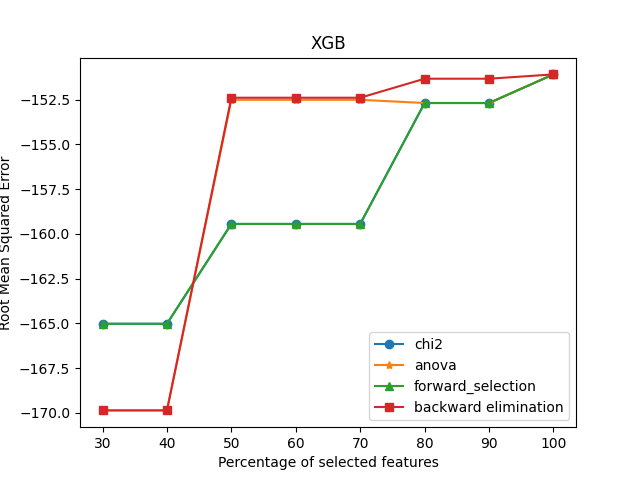 XGB
Root Mean Squared Error
−152.5
−155.0
−157.5
−160.0
−162.5
−165.0
−167.5
−170.0
chi2
anova
forward_selection
backward elimination
30 40 50 60 70 80 90 100
Percentage of selected features